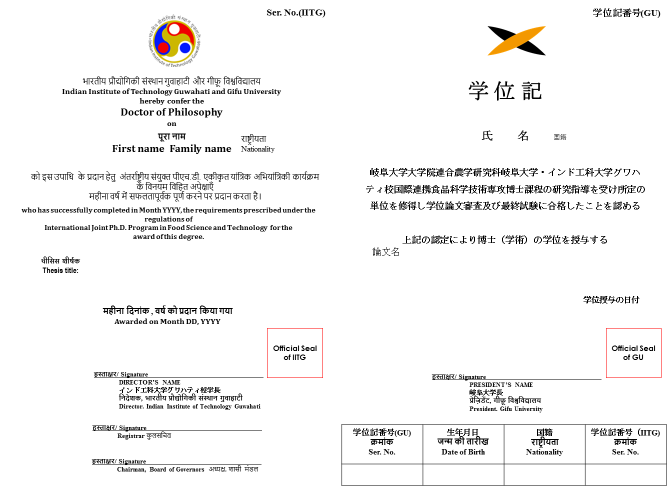 Ser. No.(IITG)
भारतीय प्रौद्योगिकी संस्थान गुवाहाटी और गीफू विश्वविद्यालय
Indian Institute of Technology Guwahati and Gifu University
hereby confer the
Doctor of Philosophy
on
पूरा नाम राष्ट्रीयता
First name Family name Nationality
को इस उपाधि के प्रदान हेतु अंतर्राष्ट्रीय संयुक्त पीएच.डी. एकीकृत यांत्रिक अभियांत्रिकी कार्यक्रम
के विनयम विहित अपेक्षाएँ
महीना वर्ष में सफलतापूर्वक पूर्ण करने पर प्रदान करता है।
who has successfully completed in Month YYYY, the requirements prescribed under the
regulations of
International Joint Ph.D. Program in Food Science and Technology for the
award of this degree.
थीसिस शीर्षक
Thesis title:
महीना दिनांक , वर्ष को प्रदान किया गया
Awarded on Month DD, YYYY
Official Seal
of IITG
हस्ताक्षर/ Signature
DIRECTOR'S NAME
インド工科大学グワハティ校学長
निदेशक, भारतीय प्रौद्योगिकी संस्थान गुवाहाटी
Director. Indian Institute of Technology Guwahati
हस्ताक्षर/ Signature
Registrar कुलसचिव
हस्ताक्षर/ Signature
Chairman, Board of Governors अध्यक्ष, शासी मंडल
学位記番号(GU)
学位記
氏 名 国籍
岐阜大学大学院連合農学研究科岐阜大学・インド工科大学グワハ
ティ校国際連携食品科学技術専攻博士課程の研究指導を受け所定の
単位を修得し学位論文審査及び最終試験に合格したことを認める
上記の認定により博士（学術）の学位を授与する
論文名
学位授与の日付
Official Seal
of GU
हस्ताक्षर/ Signature
PRESIDENT'S NAME
岐阜大学長
प्रेज़िडेंट, गीफू विश्वविद्यालय
President. Gifu University
学位記番号(GU) 生年月日 国籍 学位記番号（IITG）
क्रमांक जन्म की तारीख राष्ट्रीयता क्रमांक
Ser. No. Date of Birth Nationality Ser. No.